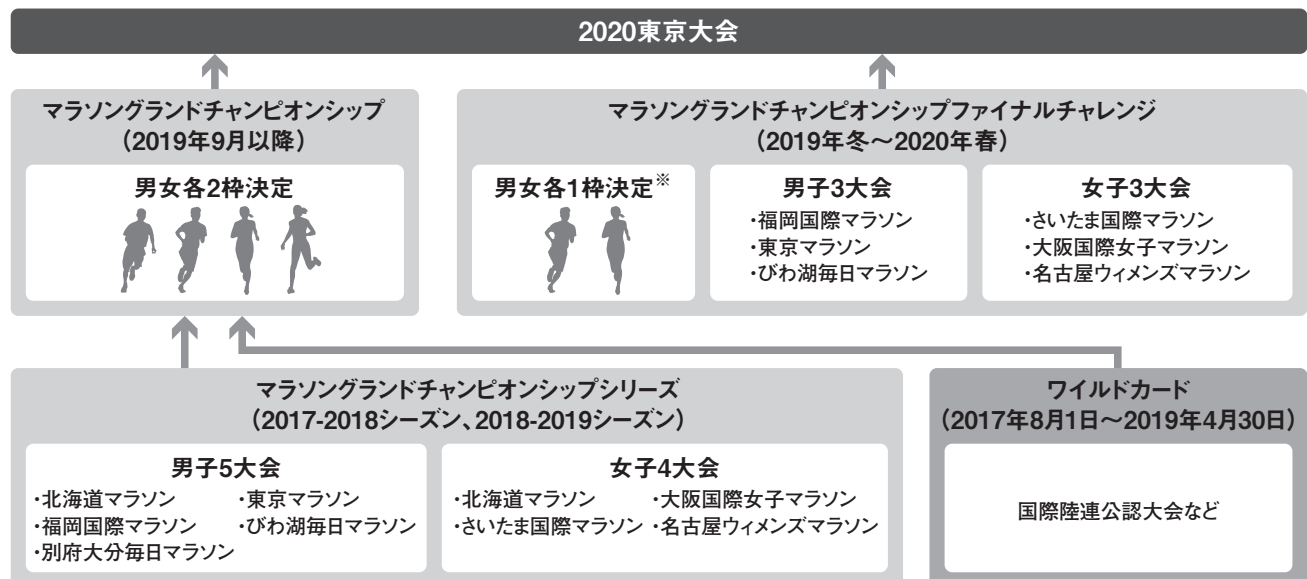 2020東京大会
マラソングランドチャンピオンシップ
（2019年9月以降）
男女各2枠決定
マラソングランドチャンピオンシップファイナルチャレンジ
（2019年冬〜2020年春）
男女各1枠決定※
男子3大会
・福岡国際マラソン
・東京マラソン
・びわ湖毎日マラソン
女子3大会
・さいたま国際マラソン
・大阪国際女子マラソン
・名古屋ウィメンズマラソン
マラソングランドチャンピオンシップシリーズ
（2017-2018シーズン、2018-2019シーズン）
男子5大会
・北海道マラソン ・東京マラソン
・福岡国際マラソン ・びわ湖毎日マラソン
・別府大分毎日マラソン
女子4大会
・北海道マラソン ・大阪国際女子マラソン
・さいたま国際マラソン ・名古屋ウィメンズマラソン
ワイルドカード
（2017年8月1日〜2019年4月30日）
国際陸連公認大会など